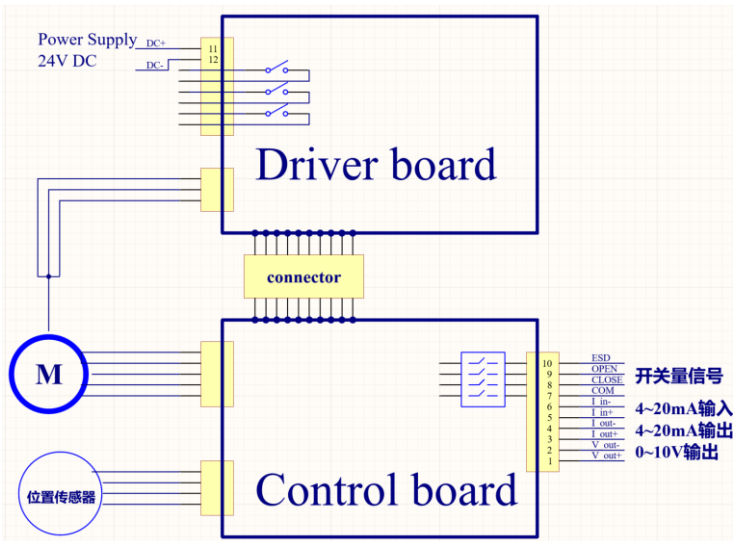 Power Supply
24V DC
DC+
DC-
11
12
Driver board
connector
M
位置传感器
Control board
10
9
8
7
6
5
4
3
2
1
ESD
OPEN
CLOSE
COM
I in-
I in+
I out-
I out+
V out-
V out+
开关量信号
4~20mA输入
4~20mA输出
0~10V输出